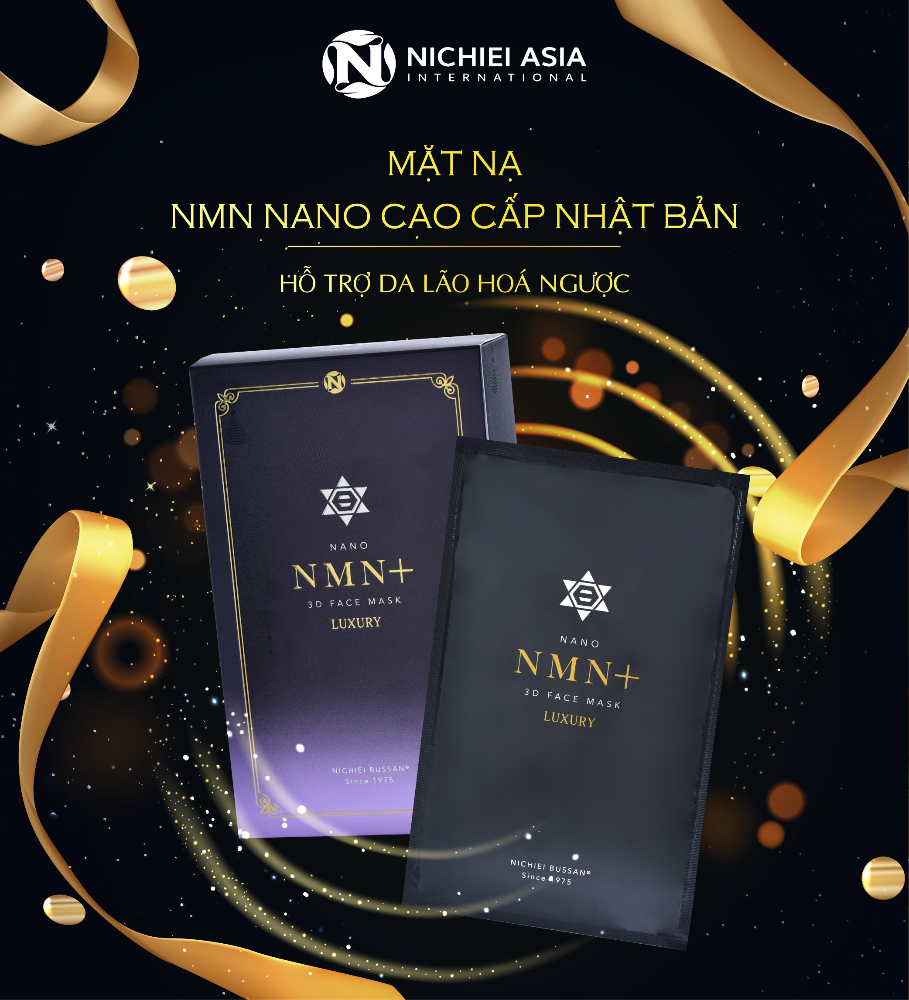 NICHIEI ASIA
INTERNATIONAL
MẶT NẠ
NMN NANO CAO CẤP NHẬT BẢN
HỖ TRỢ DA LÃO HOÁ NGƯỢC
NANO
NMN+
3D FACE MASK
LUXURY
NICHIEI BUSSAN®
Since 1975
NANO
NMN+
3D FACE MASK
LUXURY
NICHIEI BUSSAN®
Since 1975